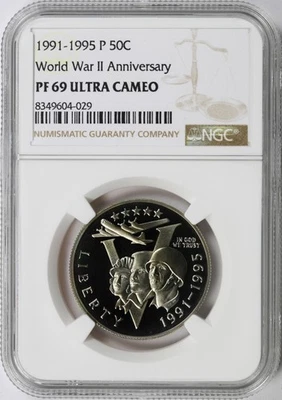 1991-1995 P 50C
World War II Anniversary
PF 69 ULTRA CAMEO
8349604-029
NUMISMATIC GUARANTY COMPANY
NGC
IN GOD
WE TRUST
LIBERTY
1991-1995